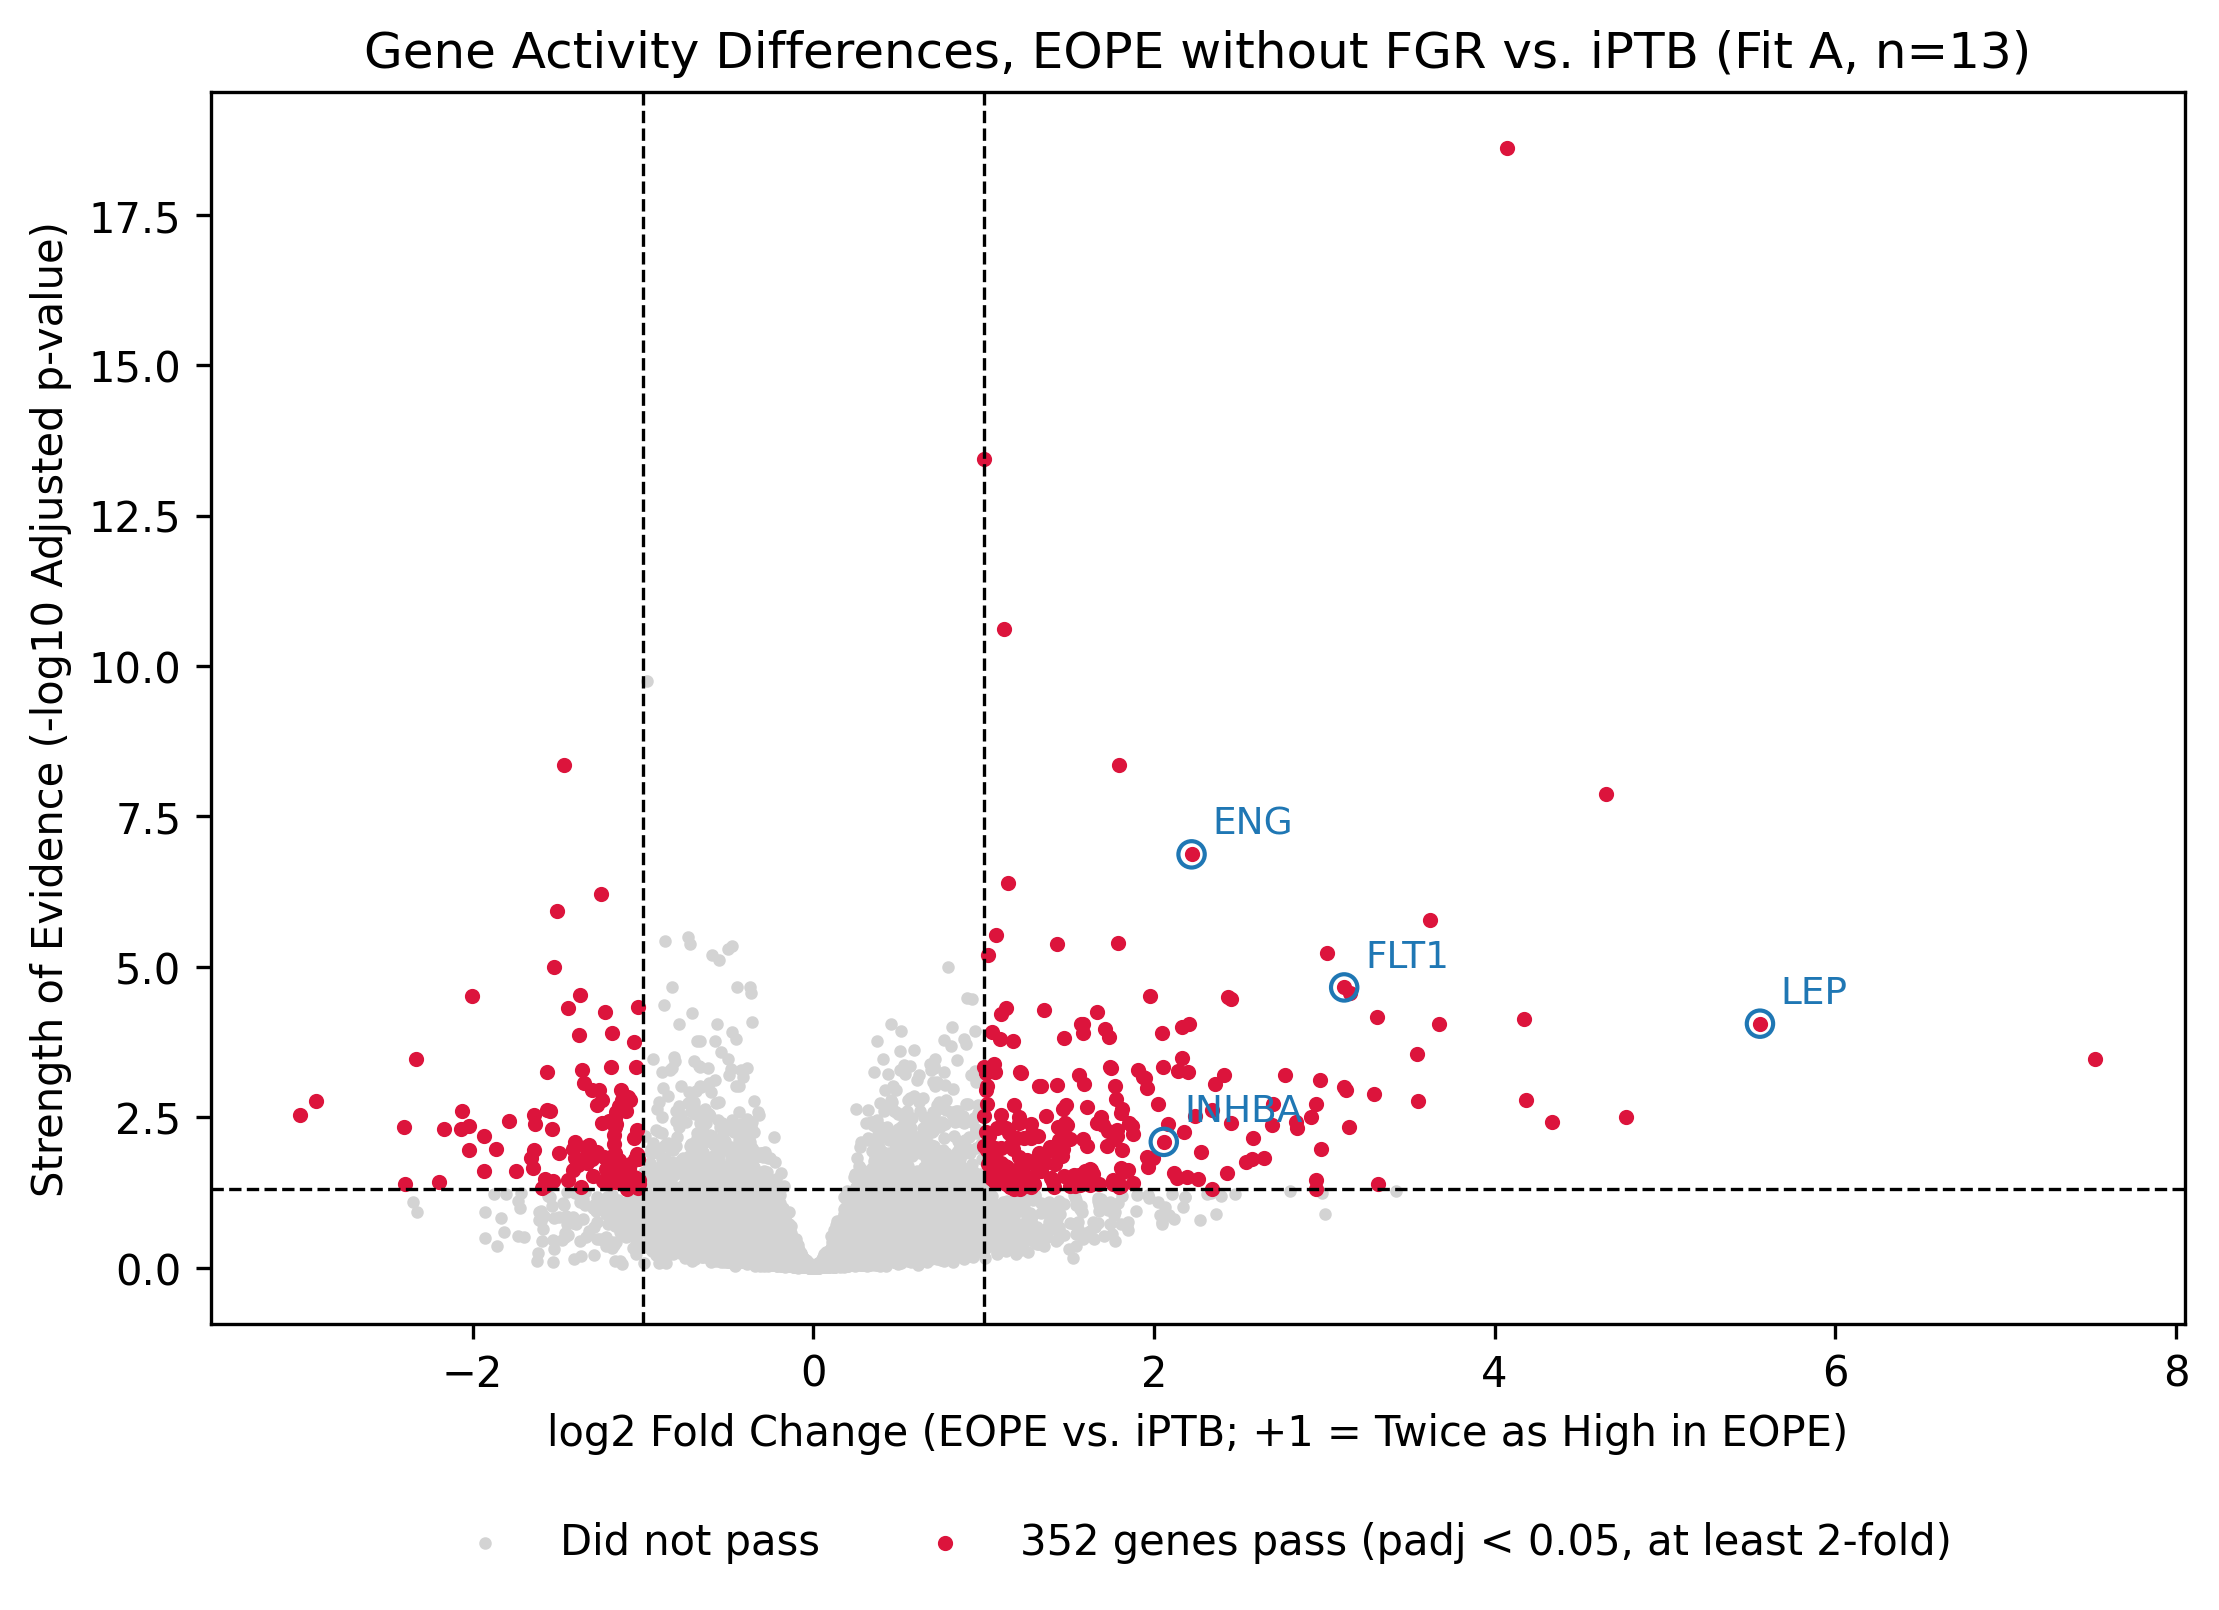 Gene Activity Differences, EOPE without FGR vs. iPTB (Fit A, n=13)
Strength of Evidence (-log10 Adjusted p-value)
17.5
15.0
12.5
10.0
7.5
5.0
2.5
0.0
ENG
FLT1
LEP
INHBA
−2
0
2
4
6
8
log2 Fold Change (EOPE vs. iPTB; +1 = Twice as High in EOPE)
Did not pass
352 genes pass (padj < 0.05, at least 2-fold)